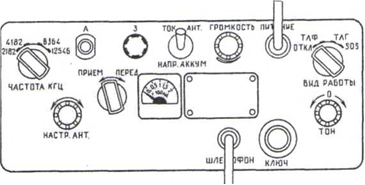 А
З
ТОК
АНТ.
ГРОМКОСТЬ
ПИТАНИЕ
4182
8364
2182
12546
ТЛФ
ТЛГ
ОТКЛ
SOS
НАПР. АККУМ
ПРИЕМ
ПЕРЕД
ЧАСТОТА КГЦ
ВИД РАБОТЫ
0
НАСТР. АНТ.
ТОН
КЛЮЧ